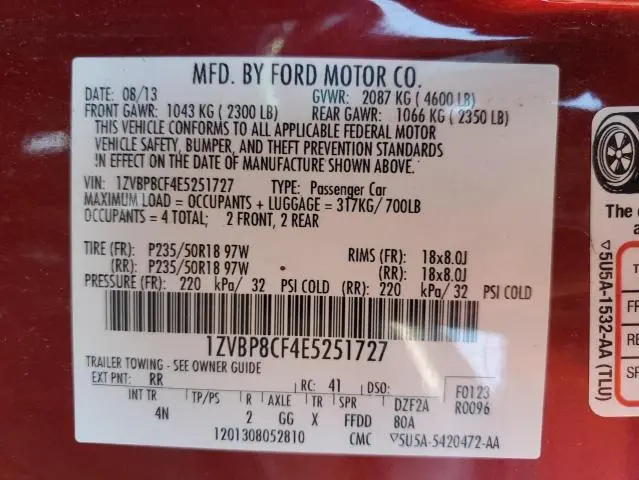 MFD. BY FORD MOTOR CO.
DATE: 08/13 GVWR: 2087 KG ( 4600 LB)
FRONT GAWR: 1043 KG ( 2300 LB) REAR GAWR: 1066 KG ( 2350 LB)
THIS VEHICLE CONFORMS TO ALL APPLICABLE FEDERAL MOTOR
VEHICLE SAFETY, BUMPER, AND THEFT PREVENTION STANDARDS
IN EFFECT ON THE DATE OF MANUFACTURE SHOWN ABOVE.
VIN: 1ZVBP8CF4E5251727 TYPE: Passenger Car
MAXIMUM LOAD = OCCUPANTS + LUGGAGE = 317KG/ 700LB
OCCUPANTS = 4 TOTAL; 2 FRONT, 2 REAR
TIRE (FR): P235/50R18 97W RIMS (FR): 18x8.0J
(RR): P235/50R18 97W (RR): 18x8.0J
PRESSURE (FR): 220 kPa/ 32 PSI COLD (RR): 220 kPa/ 32 PSI COLD
1ZVBP8CF4E5251727
TRAILER TOWING - SEE OWNER GUIDE
EXT PNT: RR RC: 41 DSO: F0123
INT TR TP/PS R AXLE TR SPR DZF2A R0096
4N 2 GG X FFDD 80A
1201308052810 CMC ▽5U5A-5420472-AA
▽5U5A-1532-AA (TLU)
The
a
T
FR
RE
SP